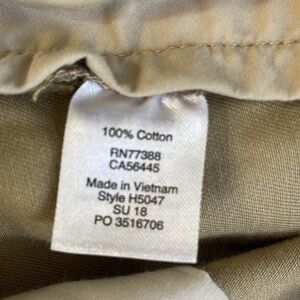 100% Cotton
RN77388
CA56445
Made in Vietnam
Style H5047
SU 18
PO 3516706